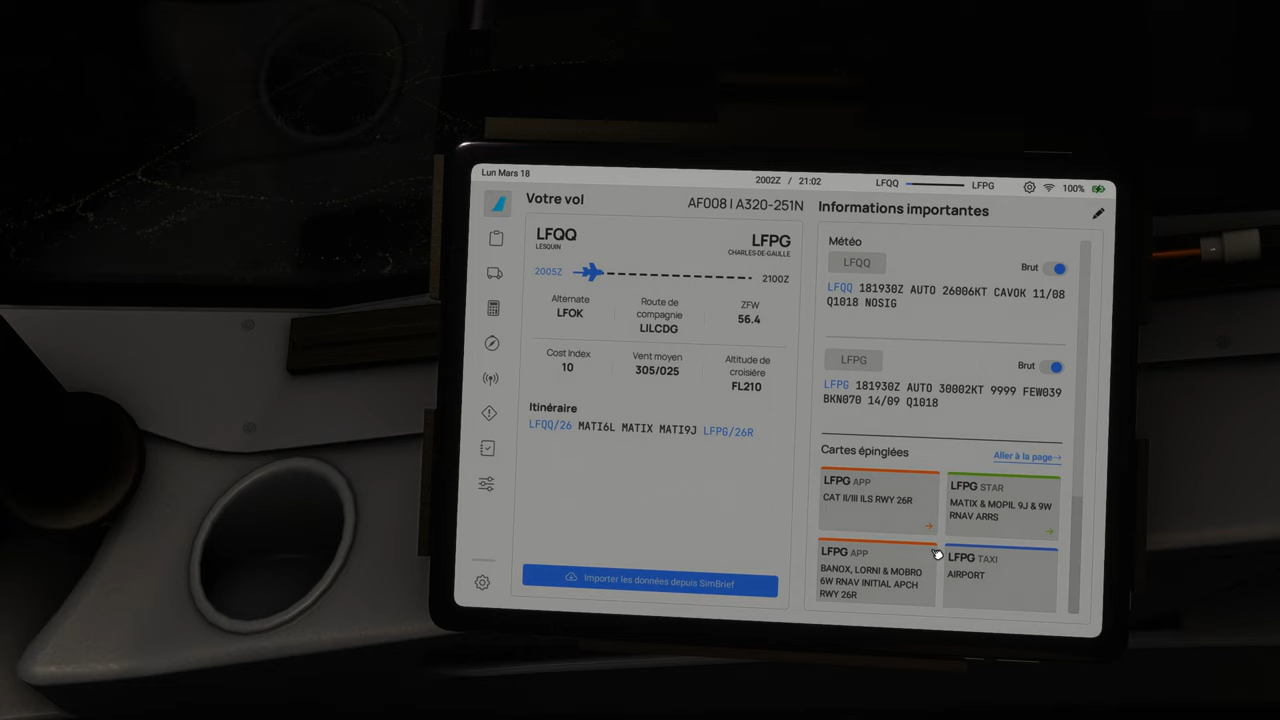 Lun Mars 18
2002Z / 21:02
LFQQ LFPG
100%
Votre vol
AF008 | A320-251N
LFQQ
LESQUIN
LFPG
CHARLES-DE-GAULLE
2005Z
2100Z
Alternate
LFOK
Route de
compagnie
LILCDG
ZFW
56.4
Cost Index
10
Vent moyen
305/025
Altitude de
croisière
FL210
Itinéraire
LFQQ/26 MATI6L MATIX MATI9J LFPG/26R
Importer les données depuis SimBrief
Informations importantes
Météo
LFQQ
Brut
LFQQ 181930Z AUTO 26006KT CAVOK 11/08
Q1018 NOSIG
LFPG
Brut
LFPG 181930Z AUTO 30002KT 9999 FEW039
BKN070 14/09 Q1018
Cartes épinglées
Aller à la page→
LFPG APP
CAT II/III ILS RWY 26R
LFPG STAR
MATIX & MOPIL 9J & 9W
RNAV ARRS
LFPG APP
BANOX, LORNI & MOBRO
6W RNAV INITIAL APCH
RWY 26R
LFPG TAXI
AIRPORT